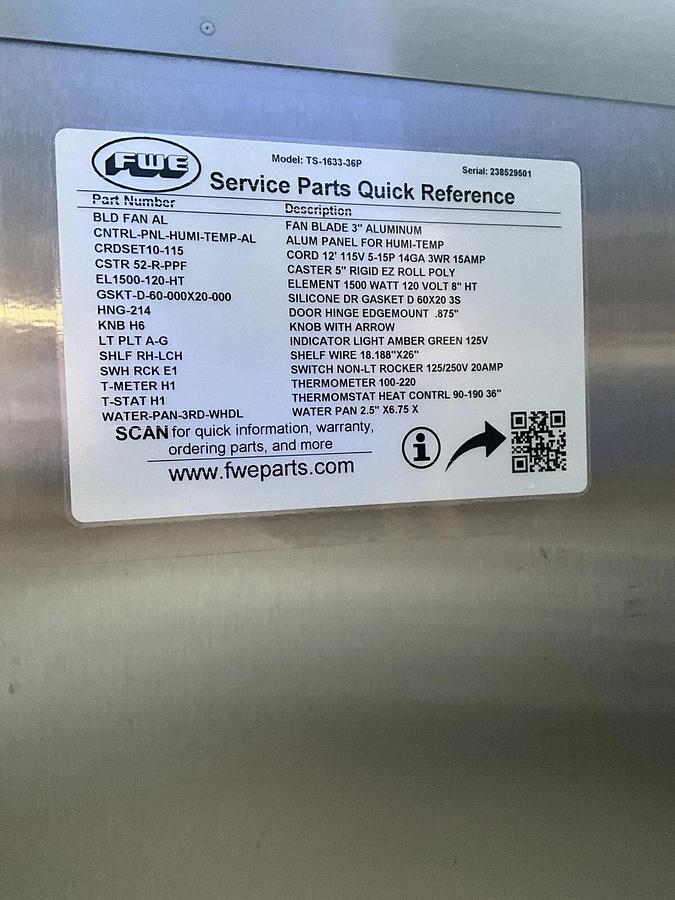 FWE
Model: TS-1633-36P
Serial: 238529501
Service Parts Quick Reference
Part Number Description
BLD FAN AL FAN BLADE 3" ALUMINUM
CNTRL-PNL-HUMI-TEMP-AL ALUM PANEL FOR HUMI-TEMP
CRDSET10-115 CORD 12' 115V 5-15P 14GA 3WR 15AMP
CSTR 52-R-PPF CASTER 5" RIGID EZ ROLL POLY
EL1500-120-HT ELEMENT 1500 WATT 120 VOLT 8" HT
GSKT-D-60-000X20-000 SILICONE DR GASKET D 60X20 3S
HNG-214 DOOR HINGE EDGEMOUNT .875"
KNB H6 KNOB WITH ARROW
LT PLT A-G INDICATOR LIGHT AMBER GREEN 125V
SHLF RH-LCH SHELF WIRE 18.188"X26"
SWH RCK E1 SWITCH NON-LT ROCKER 125/250V 20AMP
T-METER H1 THERMOMETER 100-220
T-STAT H1 THERMOMSTAT HEAT CONTRL 90-190 36"
WATER-PAN-3RD-WHDL WATER PAN 2.5" X6.75 X
SCAN for quick information, warranty,
ordering parts, and more
www.fweparts.com
i